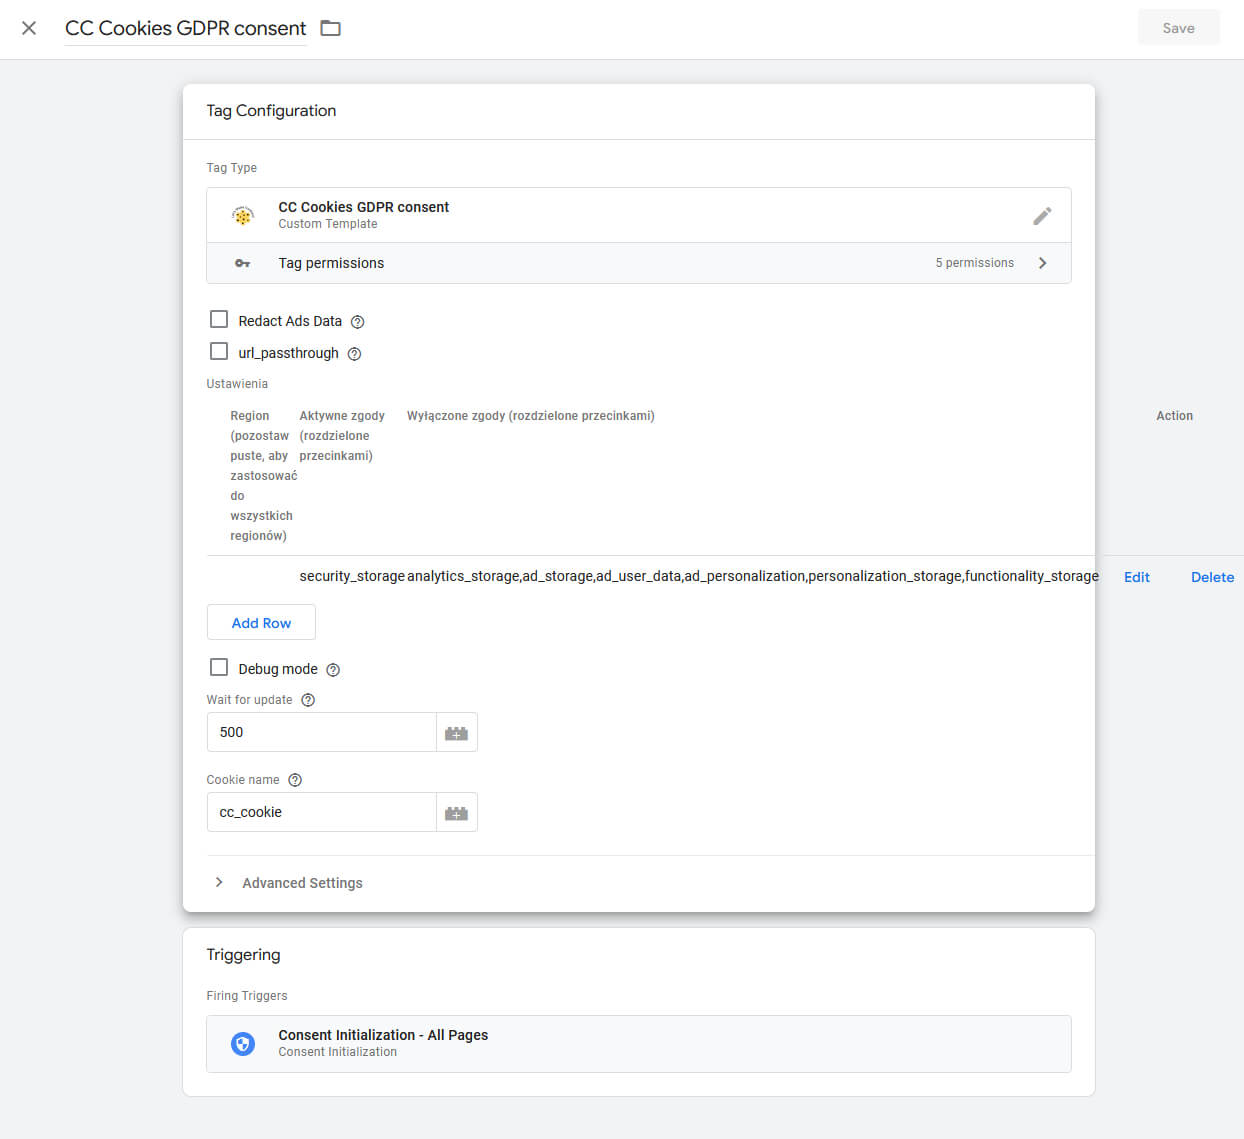 CC Cookies GDPR consent
Save
Tag Configuration
Tag Type
CC Cookies GDPR consent
Custom Template
Tag permissions
5 permissions
Redact Ads Data
url_passthrough
Ustawienia
Region (pozostaw puste, aby zastosować do wszystkich regionów)
Aktywne zgody (rozdzielone przecinkami)
Wyłączone zgody (rozdzielone przecinkami)
Action
security_storage
analytics_storage,ad_storage,ad_user_data,ad_personalization,personalization_storage,functionality_storage
Edit
Delete
Add Row
Debug mode
Wait for update
500
Cookie name
cc_cookie
Advanced Settings
Triggering
Firing Triggers
Consent Initialization - All Pages
Consent Initialization